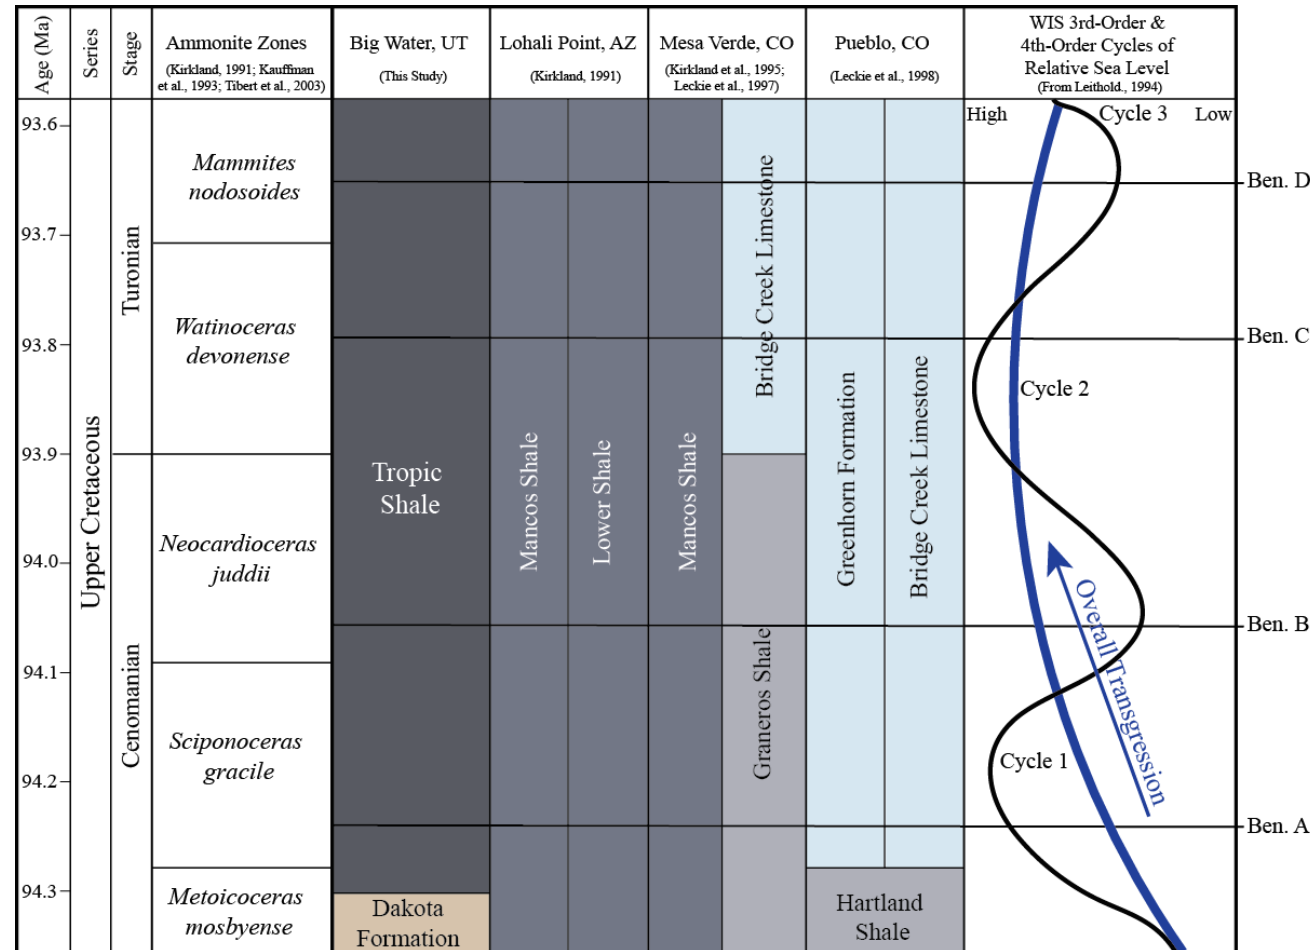 Age (Ma)
Series
Stage
Ammonite Zones
(Kirkland, 1991; Kauffman
et al., 1993; Tibert et al., 2003)
Big Water, UT
(This Study)
Lohali Point, AZ
(Kirkland, 1991)
Mesa Verde, CO
(Kirkland et al., 1995;
Leckie et al., 1997)
Pueblo, CO
(Leckie et al., 1998)
WIS 3rd-Order &
4th-Order Cycles of
Relative Sea Level
(From Leithold., 1994)
93.6
93.7
93.8
93.9
94.0
94.1
94.2
94.3
Upper Cretaceous
Turonian
Cenomanian
Mammites
nodosoides
Watinoceras
devonense
Neocardioceras
juddii
Sciponoceras
gracile
Metoicoceras
mosbyense
Tropic
Shale
Dakota
Formation
Mancos Shale
Lower Shale
Mancos Shale
Bridge Creek Limestone
Graneros Shale
Greenhorn Formation
Bridge Creek Limestone
Hartland
Shale
High
Cycle 3
Low
Cycle 2
Overall Transgression
Cycle 1
Ben. D
Ben. C
Ben. B
Ben. A